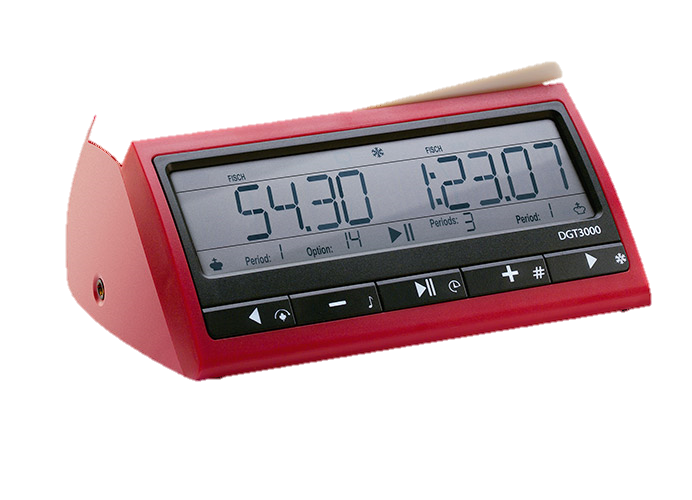 FISCH FISCH
54.30 1:23.07
Period: 1 Option: 14 Periods: 3 Period: 1
DGT3000
− + #